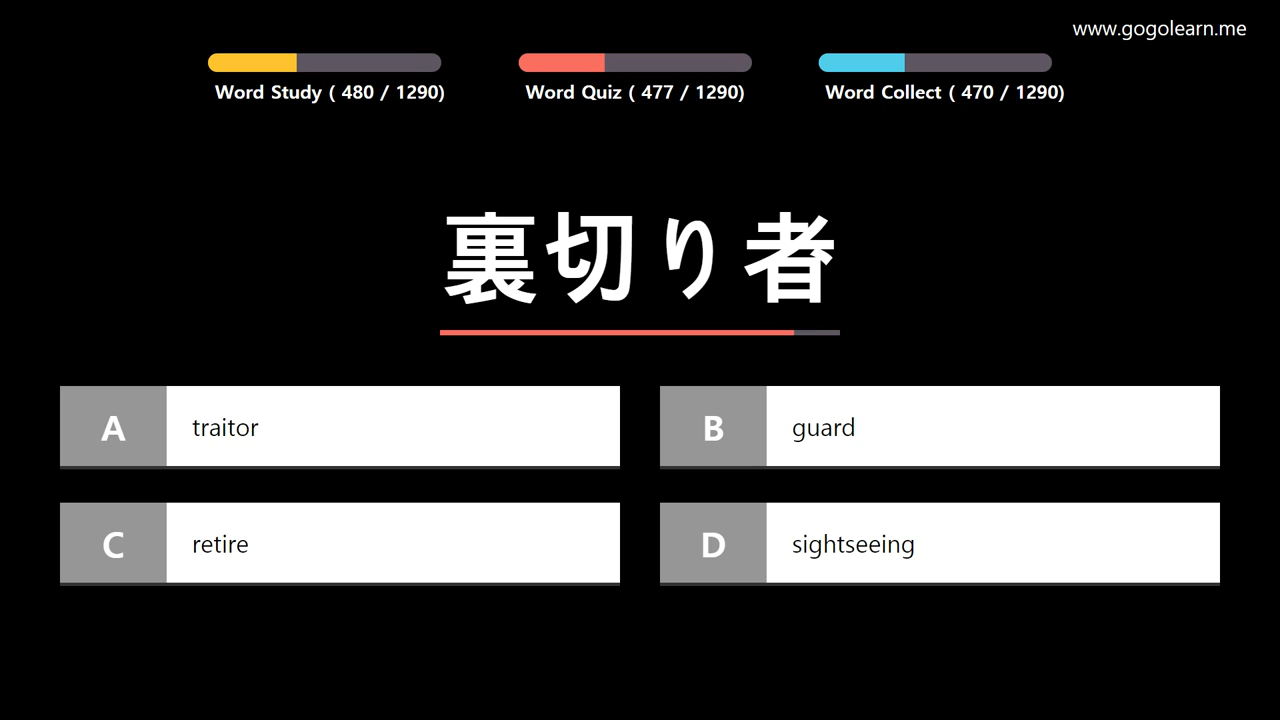 www.gogolearn.me
Word Study ( 480 / 1290)
Word Quiz ( 477 / 1290)
Word Collect ( 470 / 1290)
裏切り者
A traitor
B guard
C retire
D sightseeing